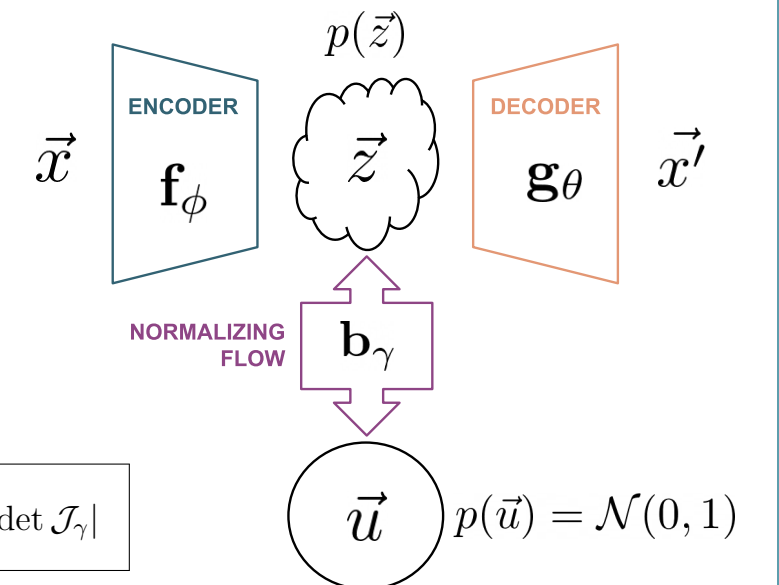 p(z⃗)
ENCODER
DECODER
x⃗
f_ϕ
z⃗
g_θ
x⃗′
NORMALIZING
FLOW
b_γ
det 𝒥_γ|
u⃗
p(u⃗) = 𝒩(0, 1)